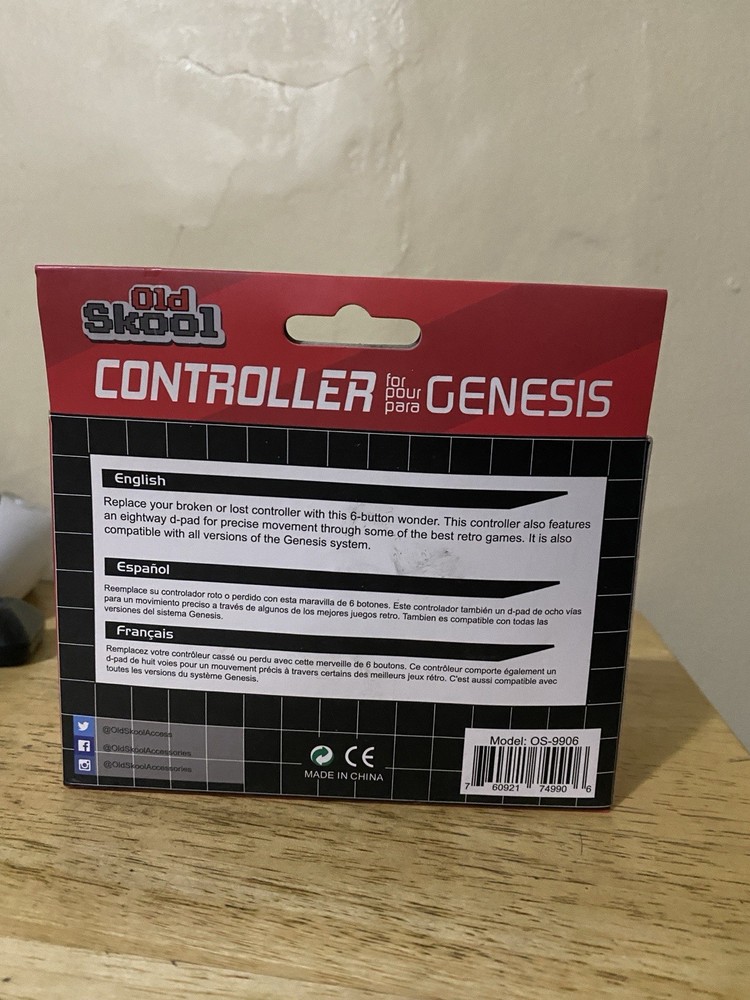 Old
Skool
CONTROLLER for pour para GENESIS
English
Replace your broken or lost controller with this 6-button wonder. This controller also features
an eightway d-pad for precise movement through some of the best retro games. It is also
compatible with all versions of the Genesis system.
Español
Reemplace su controlador roto o perdido con esta maravilla de 6 botones. Este controlador también un d-pad de ocho vías
para un movimiento preciso a través de algunos de los mejores juegos retro. Tambien es compatible con todas las
versiones del sistema Genesis.
Français
Remplacez votre contrôleur cassé ou perdu avec cette merveille de 6 boutons. Ce contrôleur comporte également un
d-pad de huit voies pour un mouvement précis à travers certains des meilleurs jeux rétro. C'est aussi compatible avec
toutes les versions du système Genesis.
@OldSkoolAccess
@OldSkoolAccessories
@OldSkoolAccessories
CE
MADE IN CHINA
Model: OS-9906
7 60921 74990 6